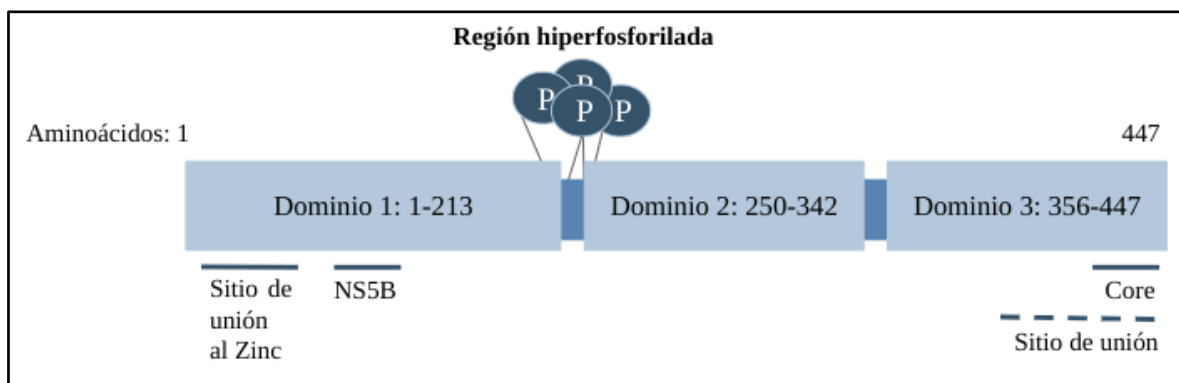 Región hiperfosforilada
P
P
P
P
Aminoácidos: 1
447
Dominio 1: 1-213
Dominio 2: 250-342
Dominio 3: 356-447
Sitio de
unión
al Zinc
NS5B
Core
Sitio de unión